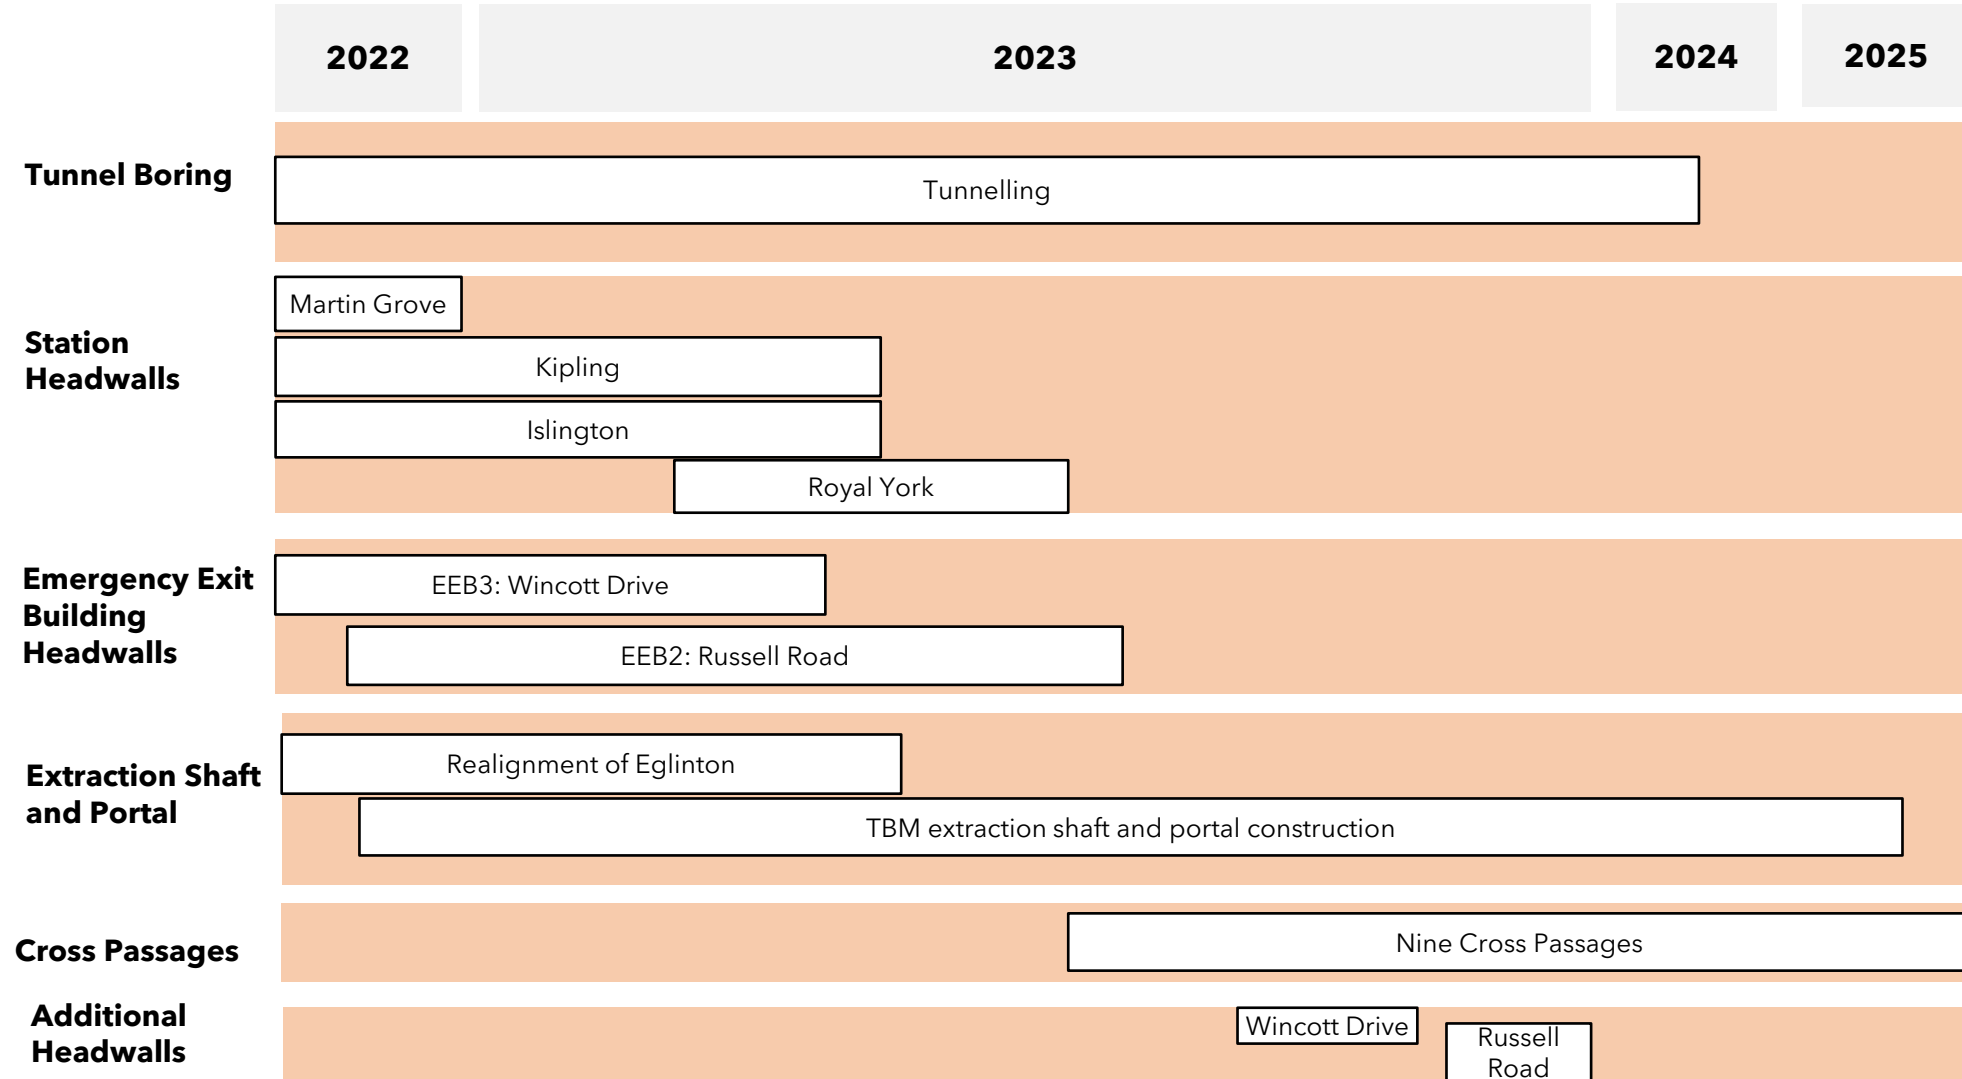 2022
2023
2024
2025
Tunnel Boring
Tunnelling
Station
Headwalls
Martin Grove
Kipling
Islington
Royal York
Emergency Exit
Building
Headwalls
EEB3: Wincott Drive
EEB2: Russell Road
Extraction Shaft
and Portal
Realignment of Eglinton
TBM extraction shaft and portal construction
Cross Passages
Nine Cross Passages
Additional
Headwalls
Wincott Drive
Russell
Road